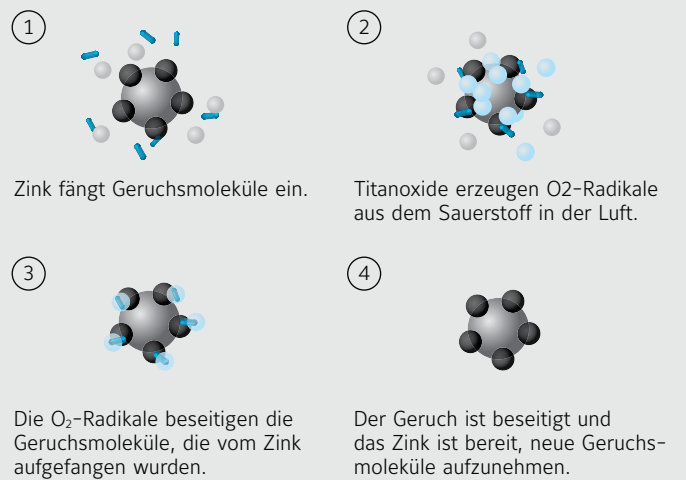 1
Zink fängt Geruchsmoleküle ein.
2
Titanoxide erzeugen O2-Radikale
aus dem Sauerstoff in der Luft.
3
Die O₂-Radikale beseitigen die
Geruchsmoleküle, die vom Zink
aufgefangen wurden.
4
Der Geruch ist beseitigt und
das Zink ist bereit, neue Geruchs-
moleküle aufzunehmen.